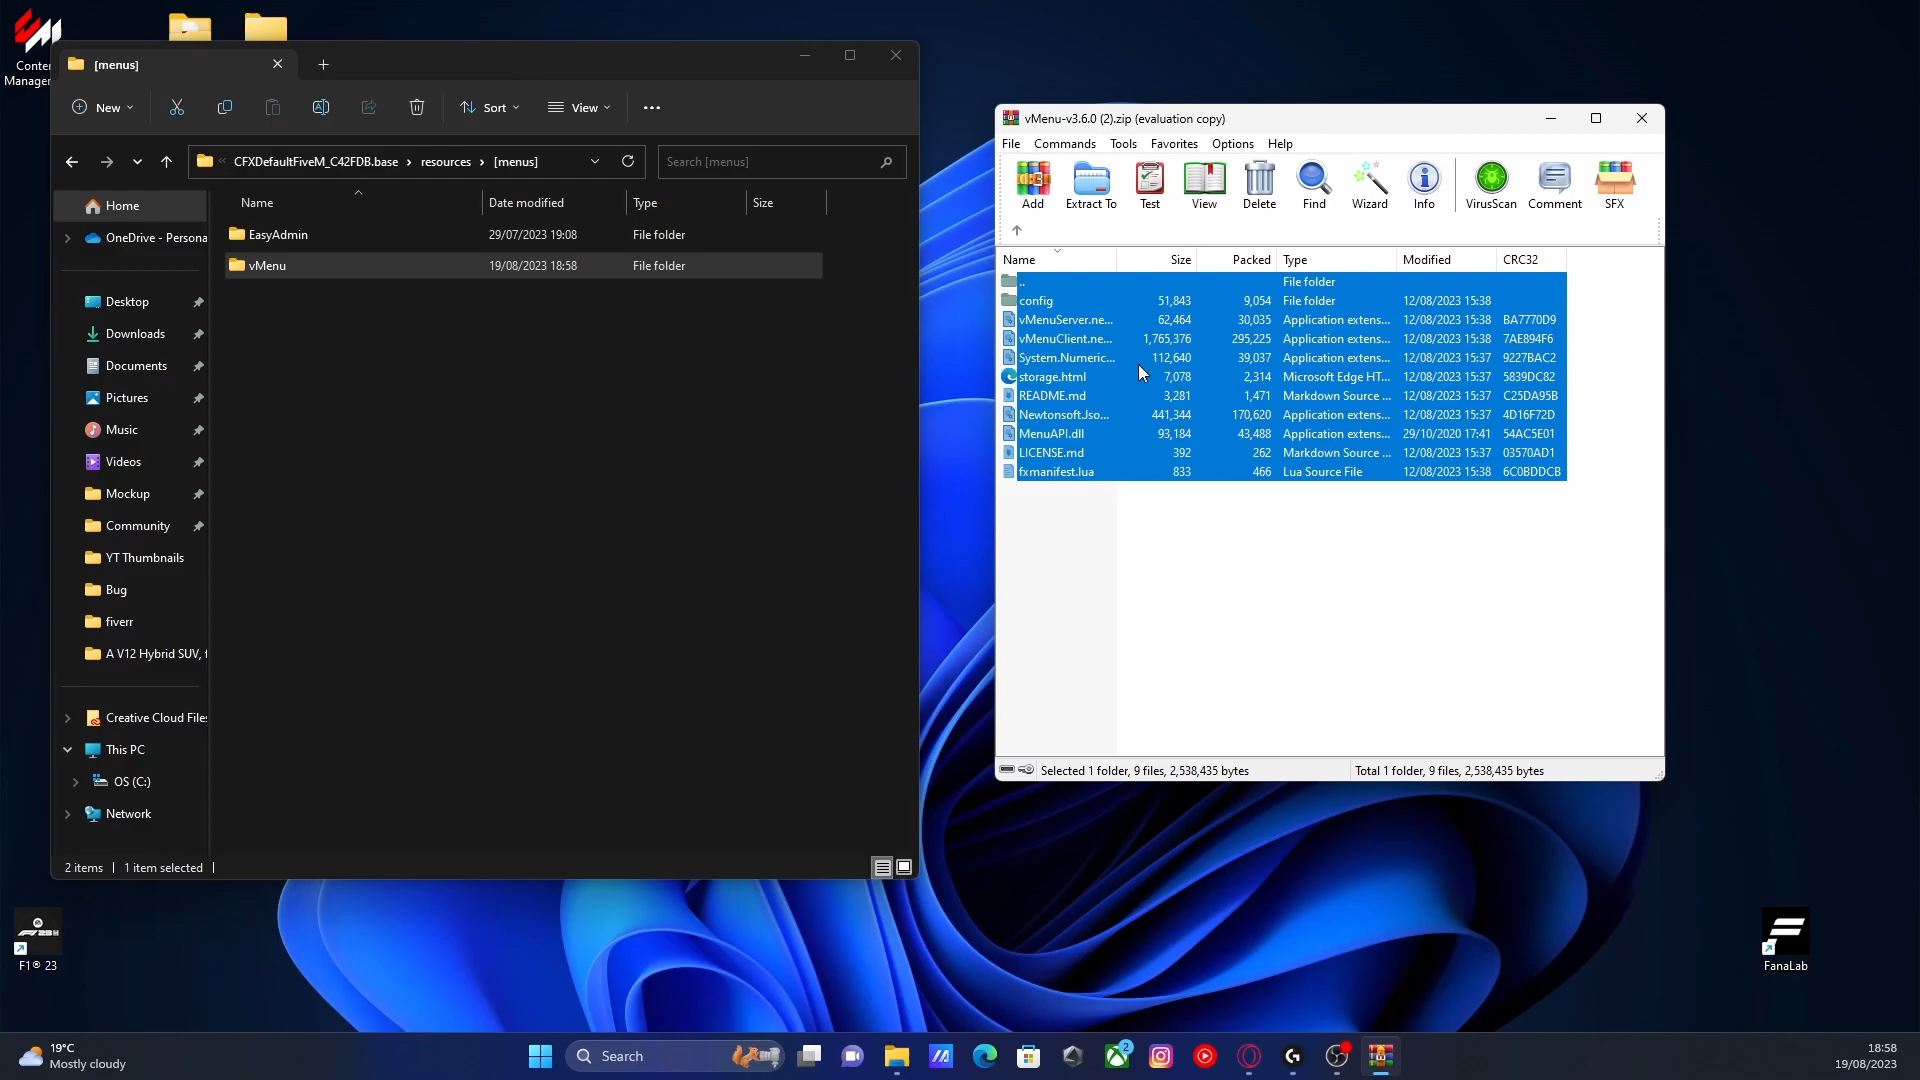 Conte
Manager
[menus]
New
Sort
View
CFXDefaultFiveM_C42FDB.base
resources
[menus]
Search [menus]
Name
Date modified
Type
Size
EasyAdmin
29/07/2023 19:08
File folder
vMenu
19/08/2023 18:58
File folder
Home
OneDrive - Persona
Desktop
Downloads
Documents
Pictures
Music
Videos
Mockup
Community
YT Thumbnails
Bug
fiverr
A V12 Hybrid SUV, t
Creative Cloud Files
This PC
OS (C:)
Network
2 items
1 item selected
vMenu-v3.6.0 (2).zip (evaluation copy)
File Commands Tools Favorites Options Help
Add Extract To Test View Delete Find Wizard Info VirusScan Comment SFX
Name Size Packed Type Modified CRC32
.. File folder
config 51,843 9,054 File folder 12/08/2023 15:38
vMenuServer.ne... 62,464 30,035 Application extens... 12/08/2023 15:38 BA7770D9
vMenuClient.ne... 1,765,376 295,225 Application extens... 12/08/2023 15:38 7AE894F6
System.Numeric... 112,640 39,037 Application extens... 12/08/2023 15:37 9227BAC2
storage.html 7,078 2,314 Microsoft Edge HT... 12/08/2023 15:37 5839DC82
README.md 3,281 1,471 Markdown Source ... 12/08/2023 15:37 C25DA95B
Newtonsoft.Jso... 441,344 170,620 Application extens... 12/08/2023 15:37 4D16F72D
MenuAPI.dll 93,184 43,488 Application extens... 29/10/2020 17:41 54AC5E01
LICENSE.md 392 262 Markdown Source ... 12/08/2023 15:37 03570AD1
fxmanifest.lua 833 466 Lua Source File 12/08/2023 15:38 6C0BDDCB
Selected 1 folder, 9 files, 2,538,435 bytes
Total 1 folder, 9 files, 2,538,435 bytes
F1® 23
FanaLab
19°C
Mostly cloudy
Search
2
18:58
19/08/2023